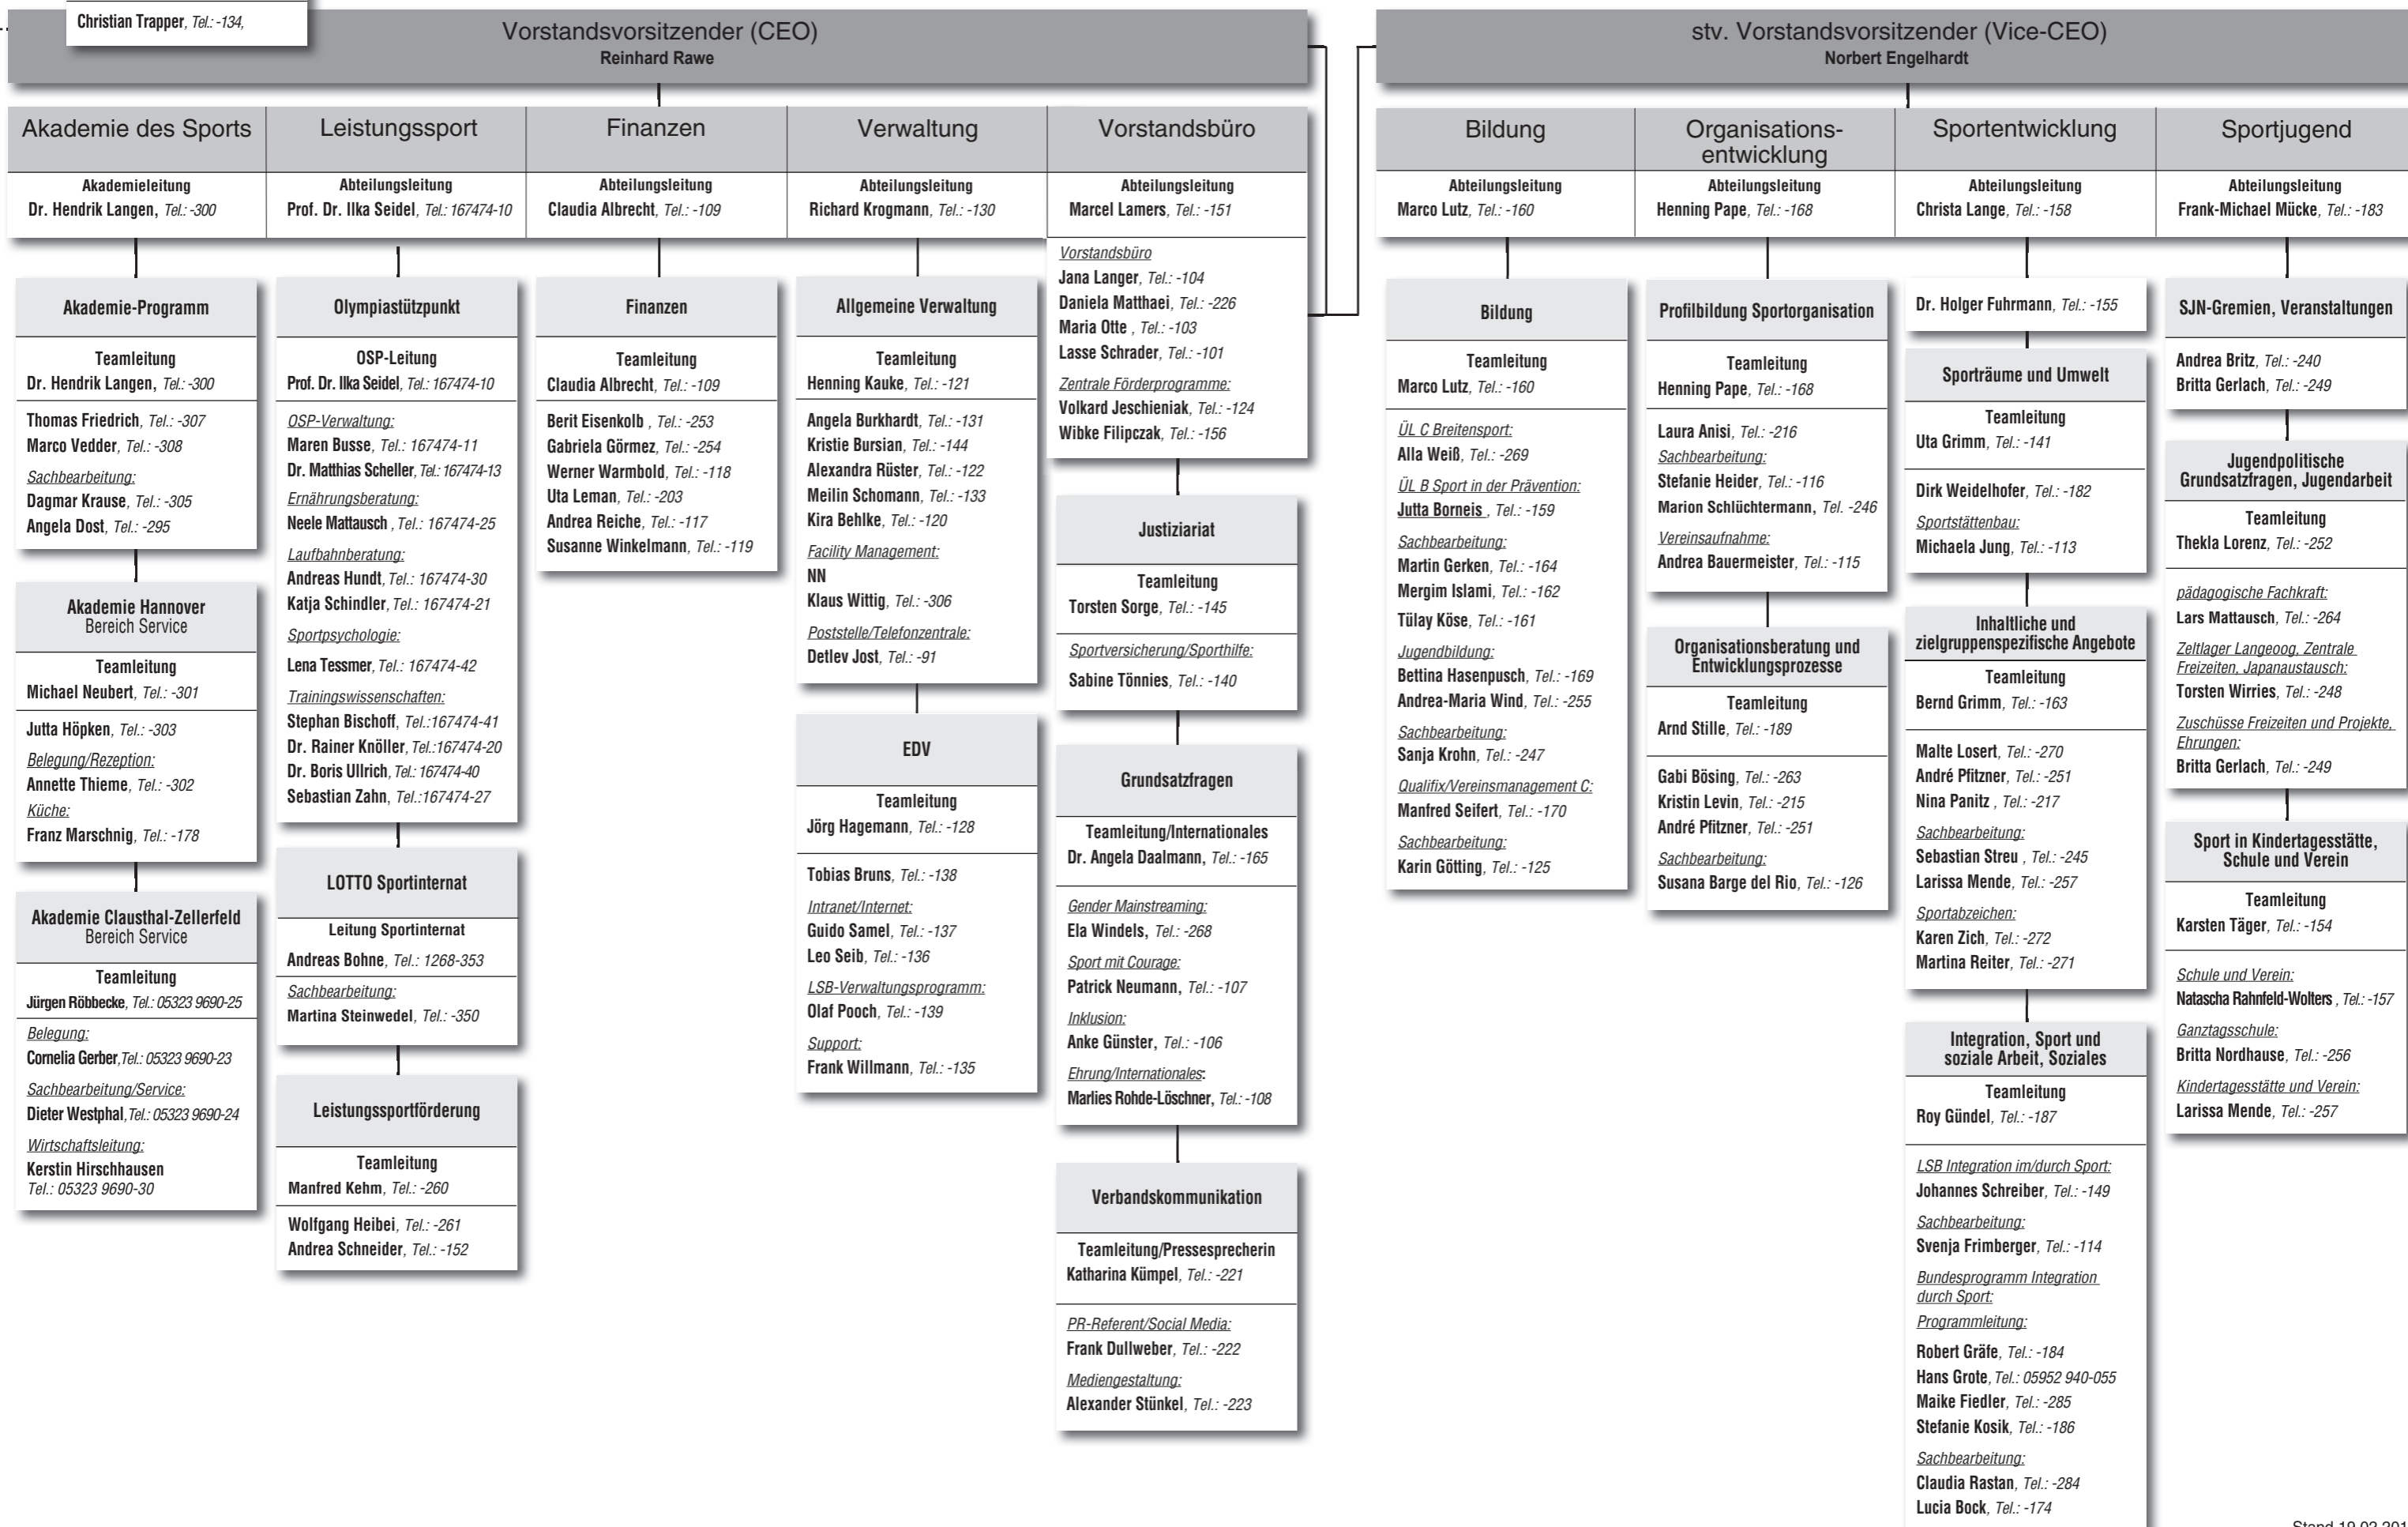 Christian Trapper, Tel.: -134,
Vorstandsvorsitzender (CEO)
Reinhard Rawe
stv. Vorstandsvorsitzender (Vice-CEO)
Norbert Engelhardt
Akademie des Sports
Akademieleitung
Dr. Hendrik Langen, Tel.: -300
Akademie-Programm
Teamleitung
Dr. Hendrik Langen, Tel.: -300
Thomas Friedrich, Tel.: -307
Marco Vedder, Tel.: -308
Sachbearbeitung:
Dagmar Krause, Tel.: -305
Angela Dost, Tel.: -295
Akademie Hannover
Bereich Service
Teamleitung
Michael Neubert, Tel.: -301
Jutta Höpken, Tel.: -303
Belegung/Rezeption:
Annette Thieme, Tel.: -302
Küche:
Franz Marschnig, Tel.: -178
Akademie Clausthal-Zellerfeld
Bereich Service
Teamleitung
Jürgen Röbbecke, Tel.: 05323 9690-25
Belegung:
Cornelia Gerber,Tel.: 05323 9690-23
Sachbearbeitung/Service:
Dieter Westphal,Tel.: 05323 9690-24
Wirtschaftsleitung:
Kerstin Hirschhausen
Tel.: 05323 9690-30
Leistungssport
Abteilungsleitung
Prof. Dr. Ilka Seidel, Tel.: 167474-10
Olympiastützpunkt
OSP-Leitung
Prof. Dr. Ilka Seidel, Tel.: 167474-10
OSP-Verwaltung:
Maren Busse, Tel.: 167474-11
Dr. Matthias Scheller, Tel.: 167474-13
Ernährungsberatung:
Neele Mattausch , Tel.: 167474-25
Laufbahnberatung:
Andreas Hundt, Tel.: 167474-30
Katja Schindler, Tel.: 167474-21
Sportpsychologie:
Lena Tessmer, Tel.: 167474-42
Trainingswissenschaften:
Stephan Bischoff, Tel.:167474-41
Dr. Rainer Knöller, Tel.:167474-20
Dr. Boris Ullrich, Tel.: 167474-40
Sebastian Zahn, Tel.:167474-27
LOTTO Sportinternat
Leitung Sportinternat
Andreas Bohne, Tel.: 1268-353
Sachbearbeitung:
Martina Steinwedel, Tel.: -350
Leistungssportförderung
Teamleitung
Manfred Kehm, Tel.: -260
Wolfgang Heibei, Tel.: -261
Andrea Schneider, Tel.: -152
Finanzen
Abteilungsleitung
Claudia Albrecht, Tel.: -109
Finanzen
Teamleitung
Claudia Albrecht, Tel.: -109
Berit Eisenkolb , Tel.: -253
Gabriela Görmez, Tel.: -254
Werner Warmbold, Tel.: -118
Uta Leman, Tel.: -203
Andrea Reiche, Tel.: -117
Susanne Winkelmann, Tel.: -119
Verwaltung
Abteilungsleitung
Richard Krogmann, Tel.: -130
Allgemeine Verwaltung
Teamleitung
Henning Kauke, Tel.: -121
Angela Burkhardt, Tel.: -131
Kristie Bursian, Tel.: -144
Alexandra Rüster, Tel.: -122
Meilin Schomann, Tel.: -133
Kira Behlke, Tel.: -120
Facility Management:
NN
Klaus Wittig, Tel.: -306
Poststelle/Telefonzentrale:
Detlev Jost, Tel.: -91
EDV
Teamleitung
Jörg Hagemann, Tel.: -128
Tobias Bruns, Tel.: -138
Intranet/Internet:
Guido Samel, Tel.: -137
Leo Seib, Tel.: -136
LSB-Verwaltungsprogramm:
Olaf Pooch, Tel.: -139
Support:
Frank Willmann, Tel.: -135
Vorstandsbüro
Abteilungsleitung
Marcel Lamers, Tel.: -151
Vorstandsbüro
Jana Langer, Tel.: -104
Daniela Matthaei, Tel.: -226
Maria Otte , Tel.: -103
Lasse Schrader, Tel.: -101
Zentrale Förderprogramme:
Volkard Jeschieniak, Tel.: -124
Wibke Filipczak, Tel.: -156
Justiziariat
Teamleitung
Torsten Sorge, Tel.: -145
Sportversicherung/Sporthilfe:
Sabine Tönnies, Tel.: -140
Grundsatzfragen
Teamleitung/Internationales
Dr. Angela Daalmann, Tel.: -165
Gender Mainstreaming:
Ela Windels, Tel.: -268
Sport mit Courage:
Patrick Neumann, Tel.: -107
Inklusion:
Anke Günster, Tel.: -106
Ehrung/Internationales:
Marlies Rohde-Löschner, Tel.: -108
Verbandskommunikation
Teamleitung/Pressesprecherin
Katharina Kümpel, Tel.: -221
PR-Referent/Social Media:
Frank Dullweber, Tel.: -222
Mediengestaltung:
Alexander Stünkel, Tel.: -223
Bildung
Abteilungsleitung
Marco Lutz, Tel.: -160
Bildung
Teamleitung
Marco Lutz, Tel.: -160
ÜL C Breitensport:
Alla Weiß, Tel.: -269
ÜL B Sport in der Prävention:
Jutta Borneis , Tel.: -159
Sachbearbeitung:
Martin Gerken, Tel.: -164
Mergim Islami, Tel.: -162
Tülay Köse, Tel.: -161
Jugendbildung:
Bettina Hasenpusch, Tel.: -169
Andrea-Maria Wind, Tel.: -255
Sachbearbeitung:
Sanja Krohn, Tel.: -247
Qualifix/Vereinsmanagement C:
Manfred Seifert, Tel.: -170
Sachbearbeitung:
Karin Götting, Tel.: -125
Organisations-
entwicklung
Abteilungsleitung
Henning Pape, Tel.: -168
Profilbildung Sportorganisation
Teamleitung
Henning Pape, Tel.: -168
Laura Anisi, Tel.: -216
Sachbearbeitung:
Stefanie Heider, Tel.: -116
Marion Schlüchtermann, Tel. -246
Vereinsaufnahme:
Andrea Bauermeister, Tel.: -115
Organisationsberatung und
Entwicklungsprozesse
Teamleitung
Arnd Stille, Tel.: -189
Gabi Bösing, Tel.: -263
Kristin Levin, Tel.: -215
André Pfitzner, Tel.: -251
Sachbearbeitung:
Susana Barge del Rio, Tel.: -126
Sportentwicklung
Abteilungsleitung
Christa Lange, Tel.: -158
Dr. Holger Fuhrmann, Tel.: -155
Sporträume und Umwelt
Teamleitung
Uta Grimm, Tel.: -141
Dirk Weidelhofer, Tel.: -182
Sportstättenbau:
Michaela Jung, Tel.: -113
Inhaltliche und
zielgruppenspezifische Angebote
Teamleitung
Bernd Grimm, Tel.: -163
Malte Losert, Tel.: -270
André Pfitzner, Tel.: -251
Nina Panitz , Tel.: -217
Sachbearbeitung:
Sebastian Streu , Tel.: -245
Larissa Mende, Tel.: -257
Sportabzeichen:
Karen Zich, Tel.: -272
Martina Reiter, Tel.: -271
Integration, Sport und
soziale Arbeit, Soziales
Teamleitung
Roy Gündel, Tel.: -187
LSB Integration im/durch Sport:
Johannes Schreiber, Tel.: -149
Sachbearbeitung:
Svenja Frimberger, Tel.: -114
Bundesprogramm Integration
durch Sport:
Programmleitung:
Robert Gräfe, Tel.: -184
Hans Grote, Tel.: 05952 940-055
Maike Fiedler, Tel.: -285
Stefanie Kosik, Tel.: -186
Sachbearbeitung:
Claudia Rastan, Tel.: -284
Lucia Bock, Tel.: -174
Sportjugend
Abteilungsleitung
Frank-Michael Mücke, Tel.: -183
SJN-Gremien, Veranstaltungen
Andrea Britz, Tel.: -240
Britta Gerlach, Tel.: -249
Jugendpolitische
Grundsatzfragen, Jugendarbeit
Teamleitung
Thekla Lorenz, Tel.: -252
pädagogische Fachkraft:
Lars Mattausch, Tel.: -264
Zeltlager Langeoog, Zentrale
Freizeiten, Japanaustausch:
Torsten Wirries, Tel.: -248
Zuschüsse Freizeiten und Projekte,
Ehrungen:
Britta Gerlach, Tel.: -249
Sport in Kindertagesstätte,
Schule und Verein
Teamleitung
Karsten Täger, Tel.: -154
Schule und Verein:
Natascha Rahnfeld-Wolters , Tel.: -157
Ganztagsschule:
Britta Nordhause, Tel.: -256
Kindertagesstätte und Verein:
Larissa Mende, Tel.: -257
Stand 19.02.201